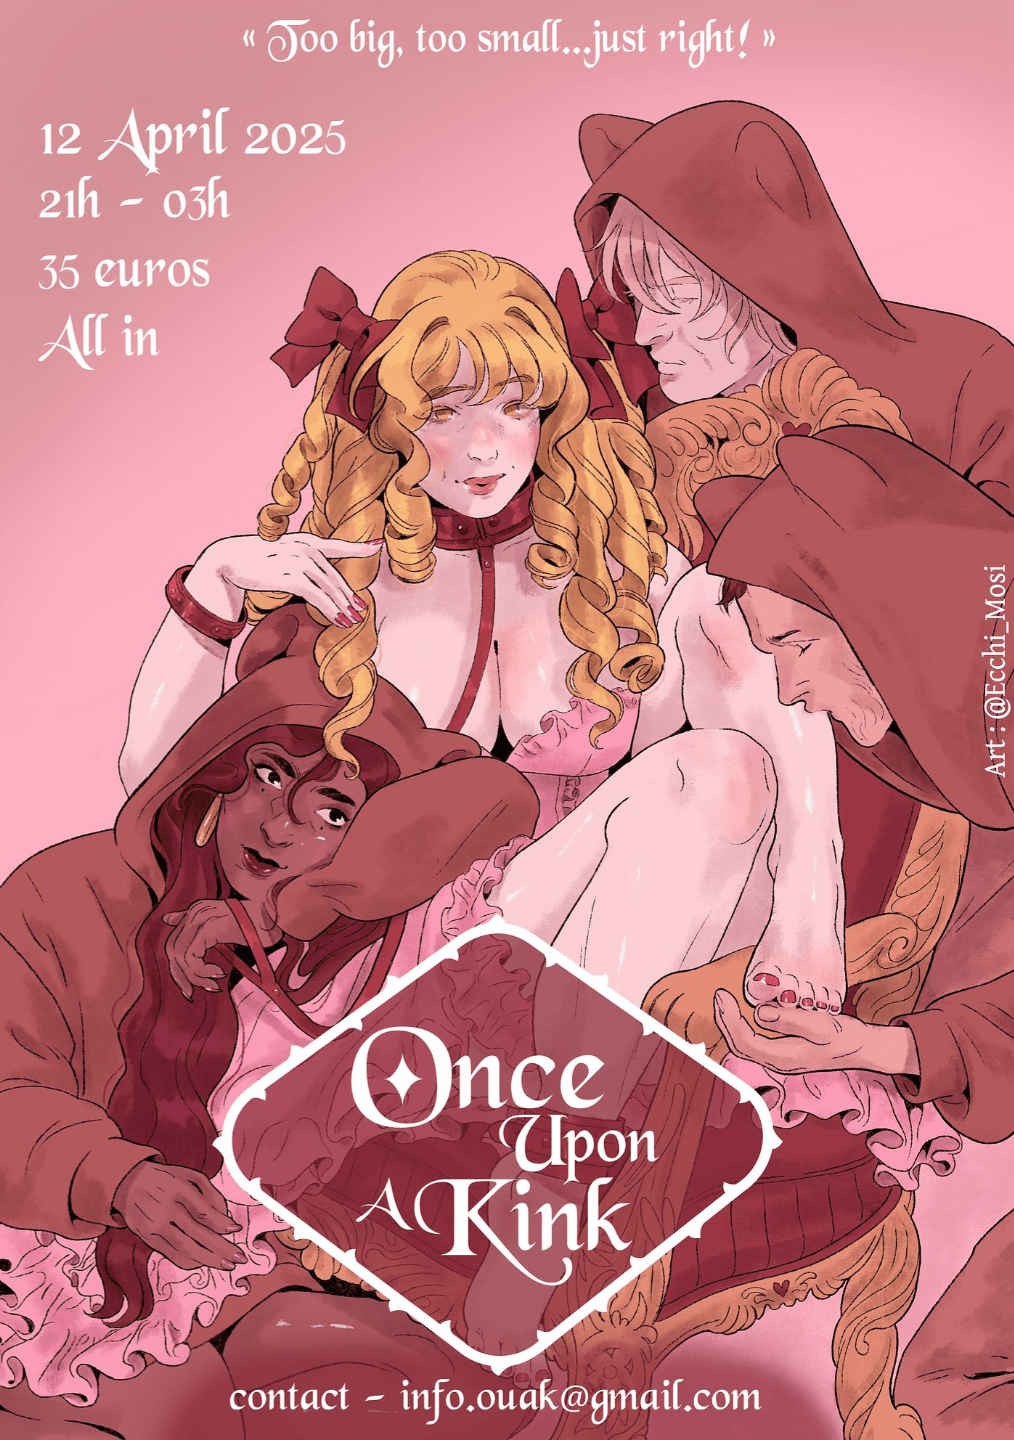 « Too big, too small...just right! »
12 April 2025
21h - 03h
35 euros
All in
Art : @Ecchi_Mosi
Once
Upon
A Kink
contact - info.ouak@gmail.com